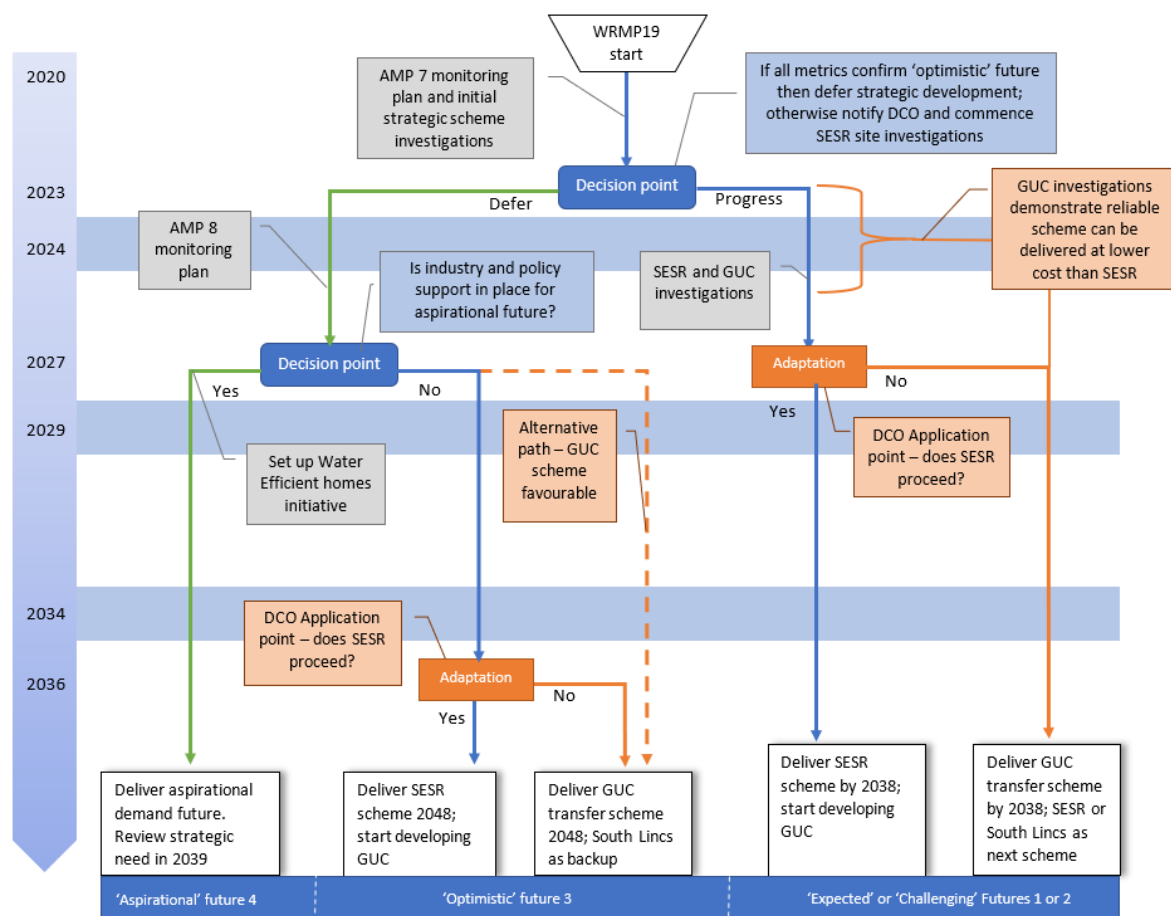 WRMP19
start
2020
AMP 7 monitoring
plan and initial
strategic scheme
investigations
If all metrics confirm ‘optimistic’ future
then defer strategic development;
otherwise notify DCO and commence
SESR site investigations
2023
Decision point
Defer
Progress
GUC investigations
demonstrate reliable
scheme can be
delivered at lower
cost than SESR
2024
AMP 8
monitoring
plan
Is industry and policy
support in place for
aspirational future?
SESR and GUC
investigations
2027
Decision point
Yes
No
Adaptation
No
Yes
2029
Set up Water
Efficient homes
initiative
Alternative
path – GUC
scheme
favourable
DCO Application
point – does SESR
proceed?
2034
DCO Application
point – does SESR
proceed?
2036
Adaptation
No
Yes
Deliver aspirational
demand future.
Review strategic
need in 2039
Deliver SESR
scheme 2048;
start developing
GUC
Deliver GUC
transfer scheme
2048; South Lincs
as backup
Deliver SESR
scheme by 2038;
start developing
GUC
Deliver GUC
transfer scheme
by 2038; SESR or
South Lincs as
next scheme
‘Aspirational’ future 4
‘Optimistic’ future 3
‘Expected’ or ‘Challenging’ Futures 1 or 2